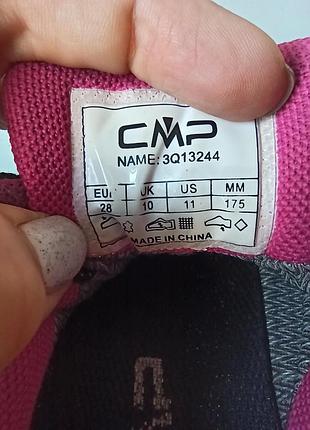 CMP
NAME: 3Q13244
EU: UK US MM
28 10 11 175
MADE IN CHINA